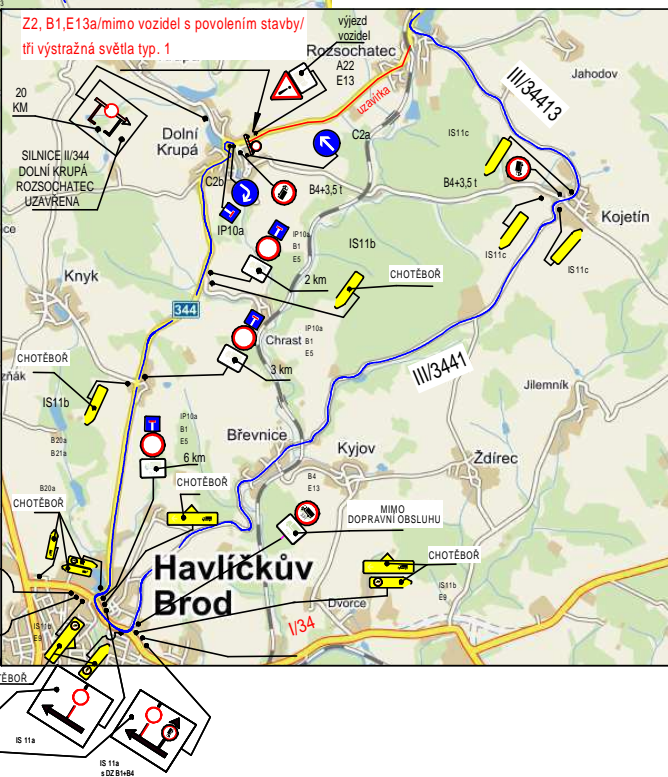 Z2, B1,E13a/mimo vozidel s povolením stavby/
tři výstražná světla typ. 1
výjezd
vozidel
A22
E13
Rozsochatec
uzavírka
III/34413
Jahodov
20
KM
SILNICE II/344
DOLNÍ KRUPÁ
ROZSOCHATEC
UZAVŘENA
Dolní
Krupá
C2a
C2b
B4+3,5 t
IP10a
IS11c
B4+3,5 t
Kojetín
IS11c
IS11c
IP10a
B1
E5
2 km
IS11b
CHOTĚBOŘ
Knyk
344
Chrast
IP10a
B1
E5
3 km
III/3441
CHOTĚBOŘ
IS11b
Jilemník
IP10a
B1
E5
6 km
Břevnice
Kyjov
Ždírec
B20a
B21a
B20a
CHOTĚBOŘ
CHOTĚBOŘ
B4
E13
MIMO
DOPRAVNÍ OBSLUHU
CHOTĚBOŘ
IS11b
E9
Havlíčkův
Brod
Dvorce
I/34
IS11b
E9
IS 11a
IS 11a
s DZ B1+B4